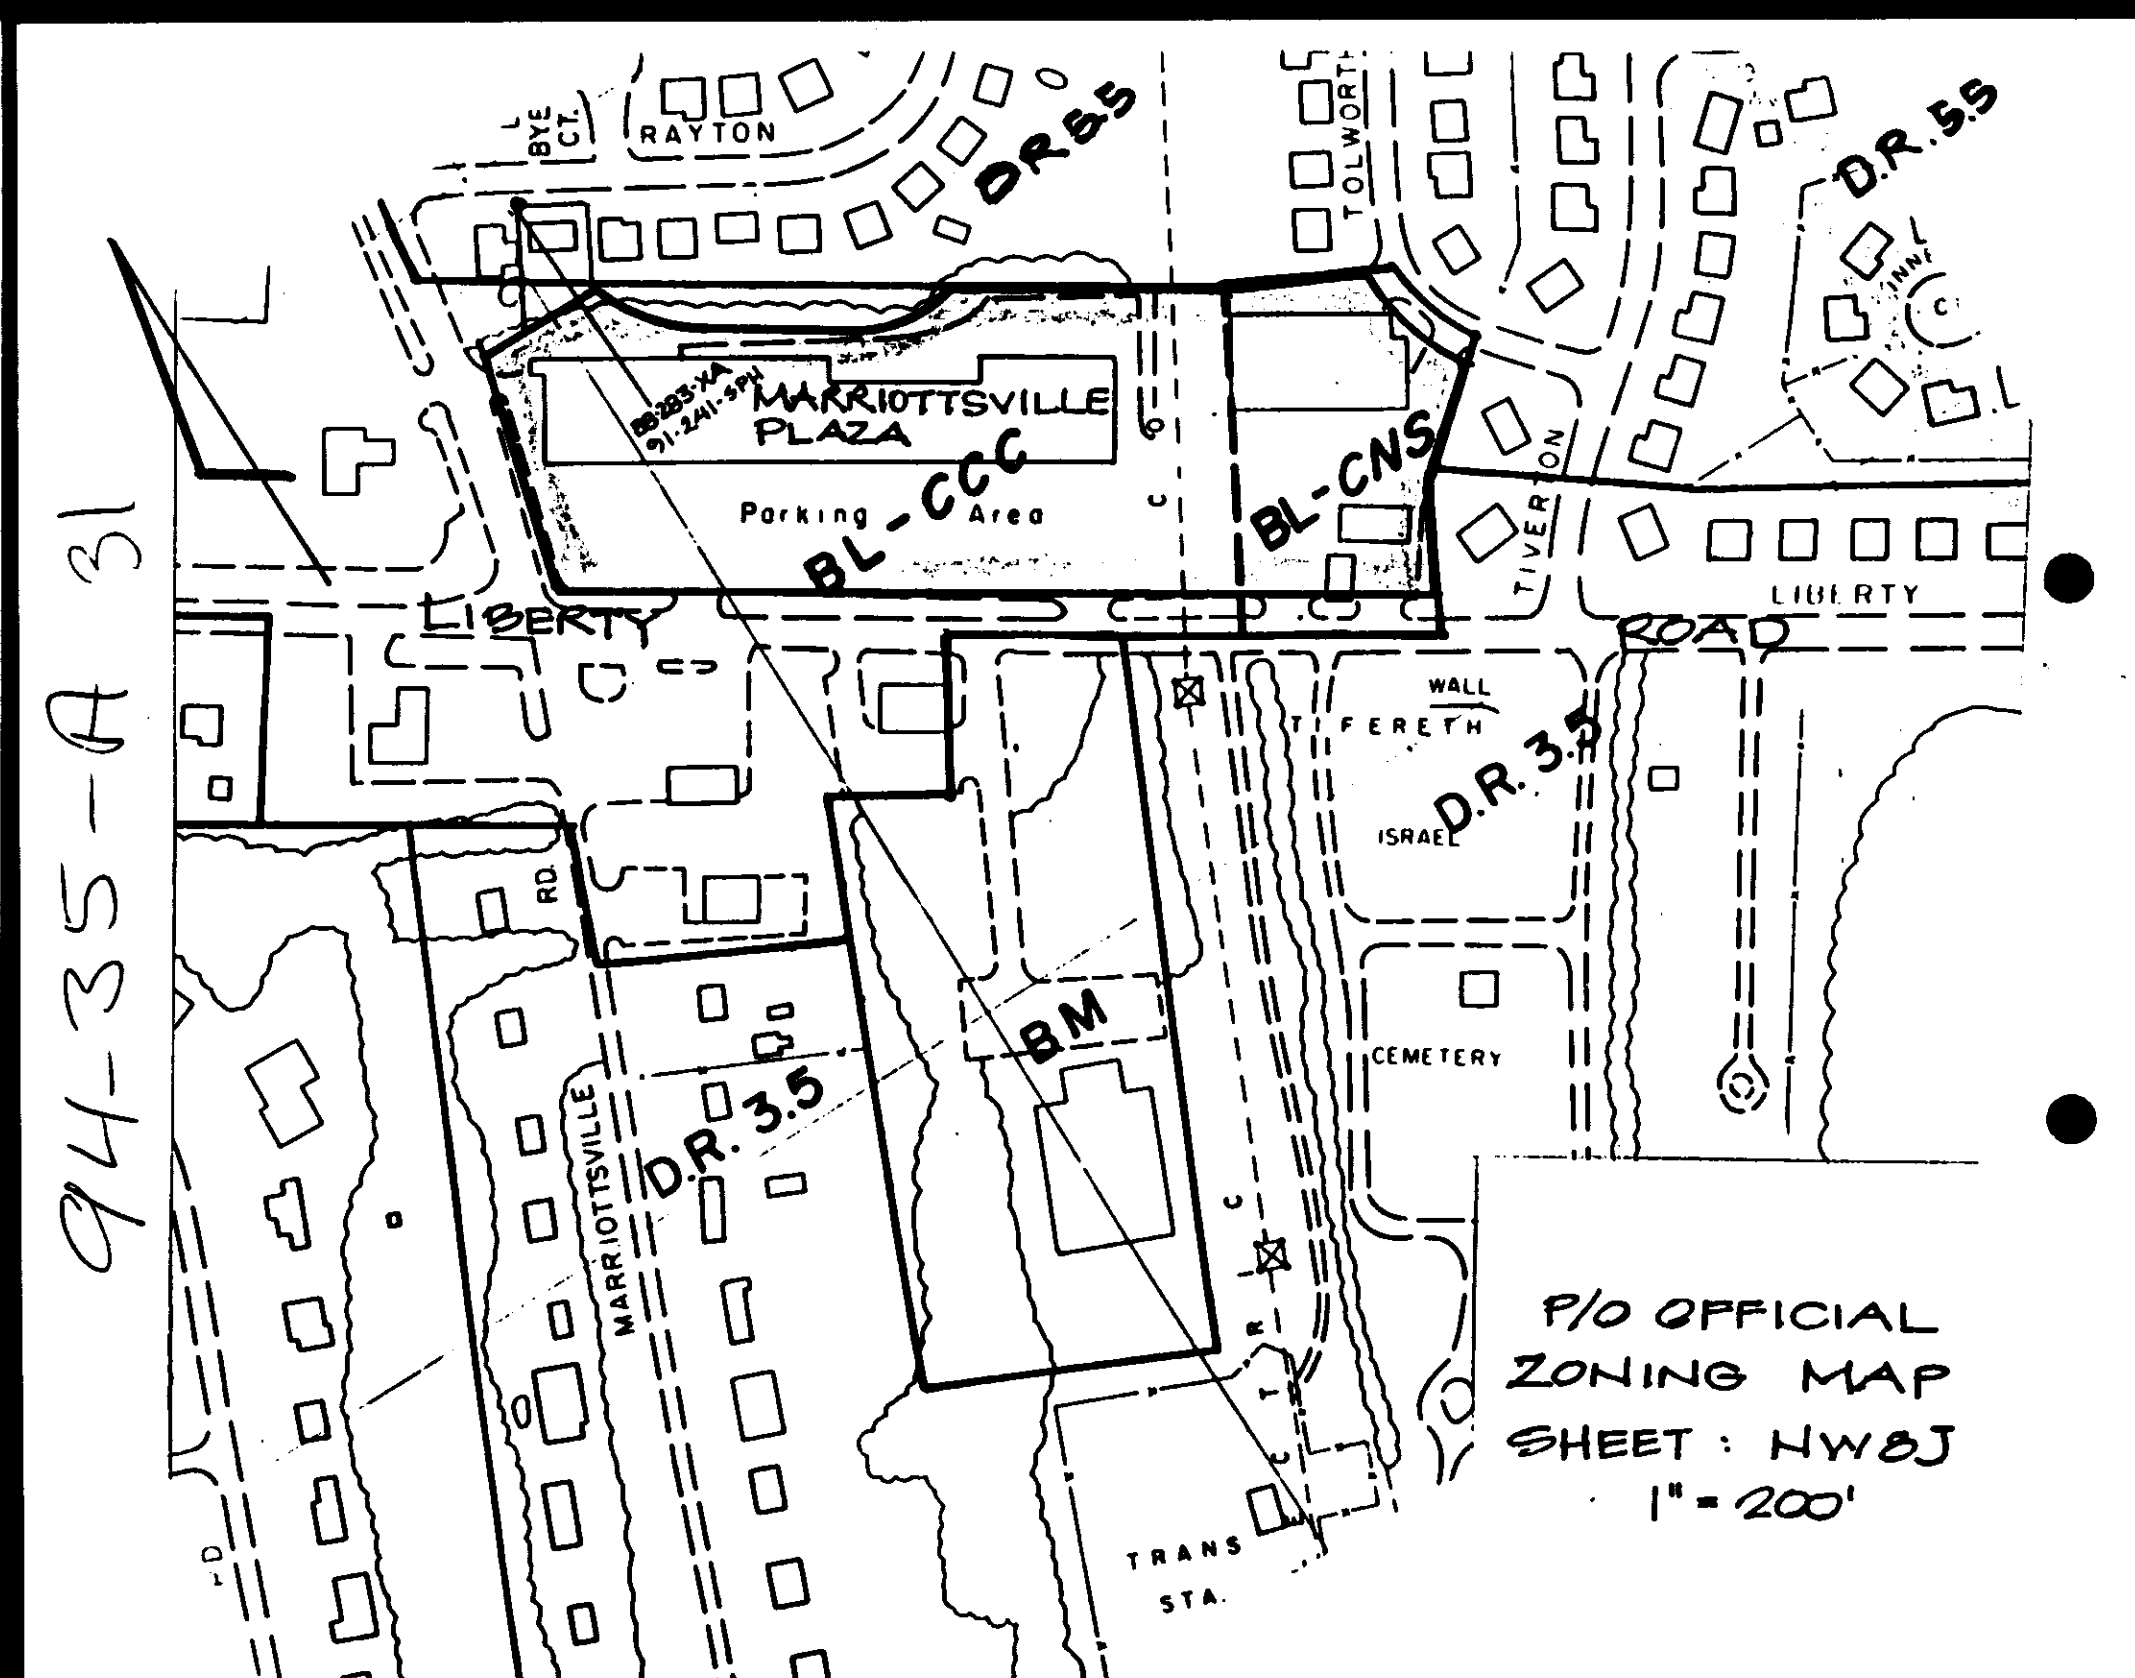 L
BYE
CT.
RAYTON
DR 5.5
TOLWORTH
D.R. 5.5
C
88-283-XA
91-241-SPH
MARRIOTTSVILLE
PLAZA
BL-CCC
BL-CNS
Parking Area
C
TIVERTON
LIBERTY
LIBERTY
ROAD
94-35-A 31
WALL
TIFERETH
D.R. 3.5
ISRAEL
RD.
BM
CEMETERY
D.R. 3.5
MARRIOTTSVILLE
C
R
T
C
P/O OFFICIAL
ZONING MAP
SHEET: NW8J
1" = 200'
TRANS
STA.